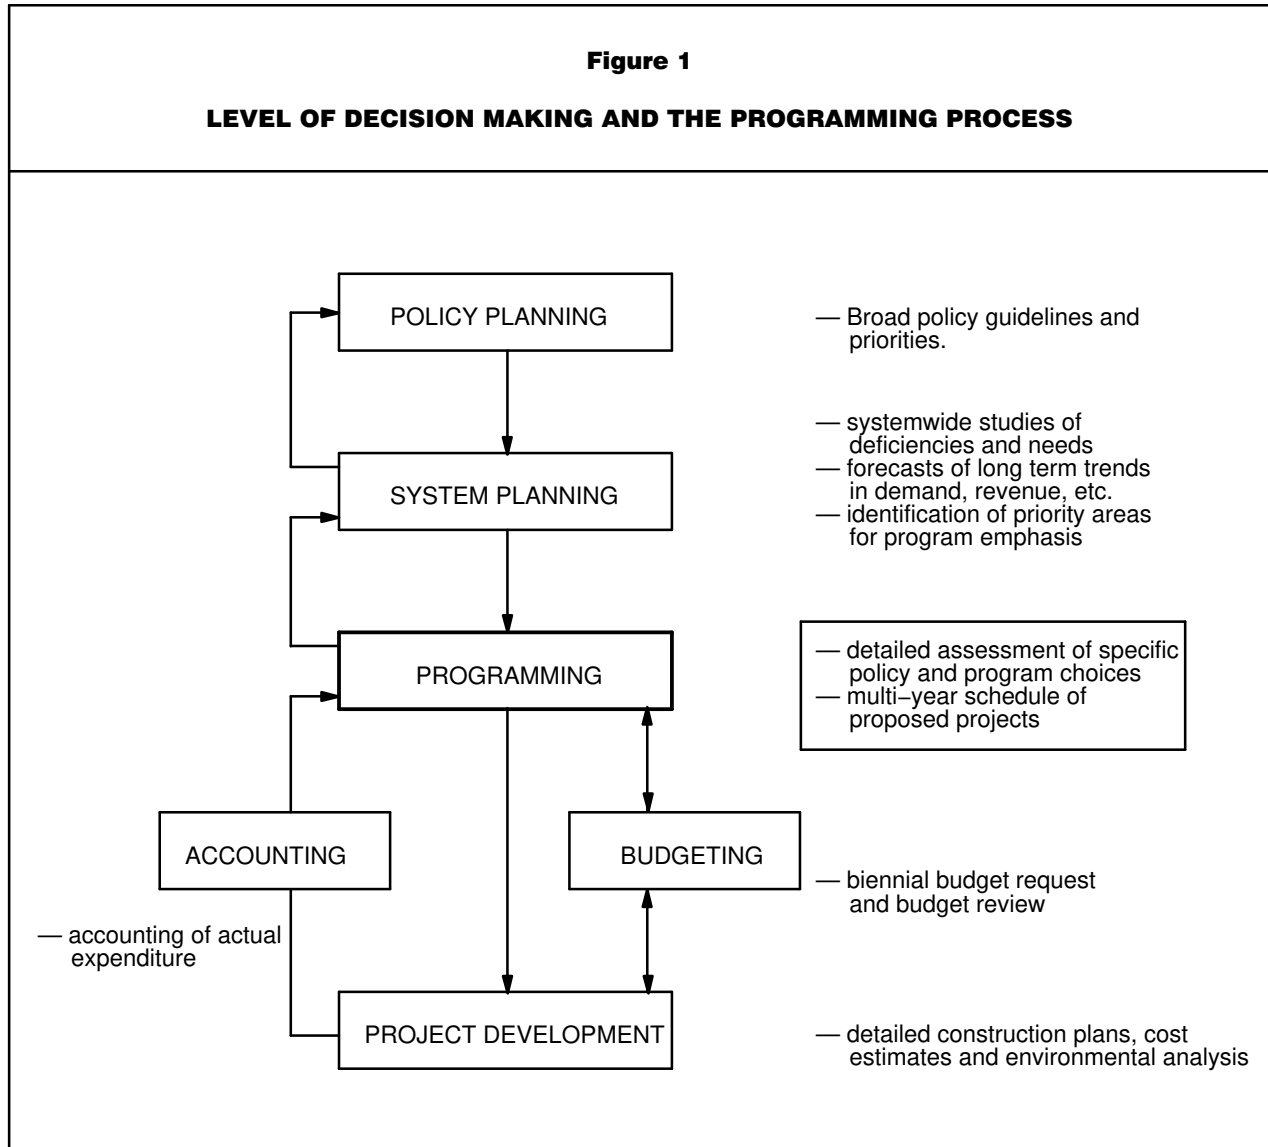 Figure 1
LEVEL OF DECISION MAKING AND THE PROGRAMMING PROCESS
POLICY PLANNING
— Broad policy guidelines and
priorities.
— systemwide studies of
deficiencies and needs
— forecasts of long term trends
in demand, revenue, etc.
— identification of priority areas
for program emphasis
SYSTEM PLANNING
PROGRAMMING
— detailed assessment of specific
policy and program choices
— multi−year schedule of
proposed projects
ACCOUNTING
BUDGETING
— biennial budget request
and budget review
— accounting of actual
expenditure
PROJECT DEVELOPMENT
— detailed construction plans, cost
estimates and environmental analysis